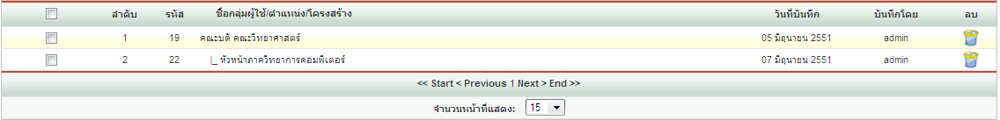 ลำดับ รหัส ชื่อกลุ่มผู้ใช้/ตำแหน่ง/โครงสร้าง วันที่บันทึก บันทึกโดย ลบ
1 19 คณะบดี คณะวิทยาศาสตร์ 05 มิถุนายน 2551 admin
2 22 |_ หัวหน้าภาควิทยาการคอมพิเตอร์ 07 มิถุนายน 2551 admin
<< Start < Previous 1 Next > End >>
จำนวนหน้าที่แสดง: 15